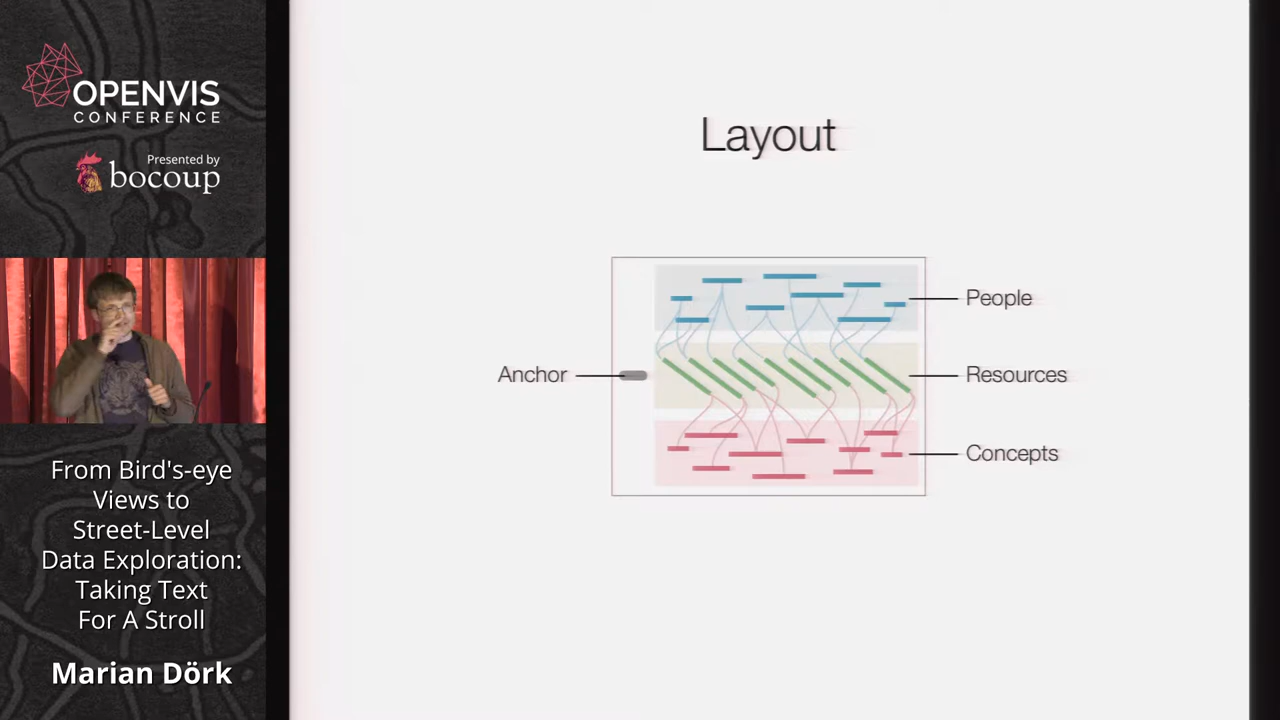 OPENVIS
CONFERENCE
Presented by
bocoup
From Bird's-eye
Views to
Street-Level
Data Exploration:
Taking Text
For A Stroll
Marian Dörk
Layout
Anchor
People
Resources
Concepts